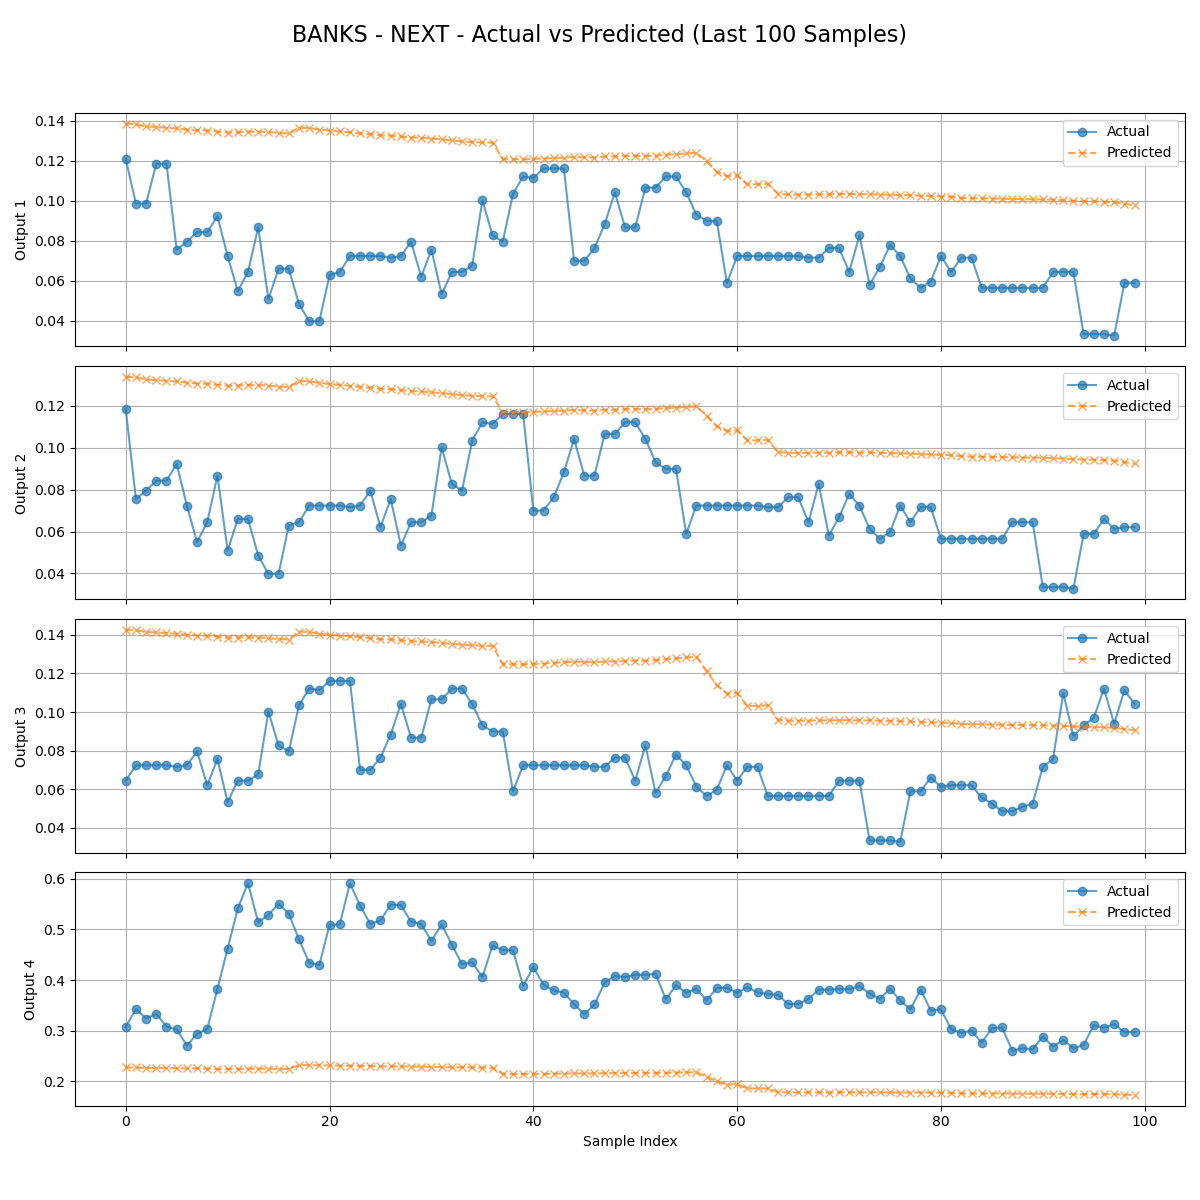 BANKS - NEXT - Actual vs Predicted (Last 100 Samples)
0.14
0.12
0.10
0.08
0.06
0.04
Output 1
Actual
Predicted
0.12
0.10
0.08
0.06
0.04
Output 2
Actual
Predicted
0.14
0.12
0.10
0.08
0.06
0.04
Output 3
Actual
Predicted
0.6
0.5
0.4
0.3
0.2
Output 4
Actual
Predicted
0 20 40 60 80 100
Sample Index